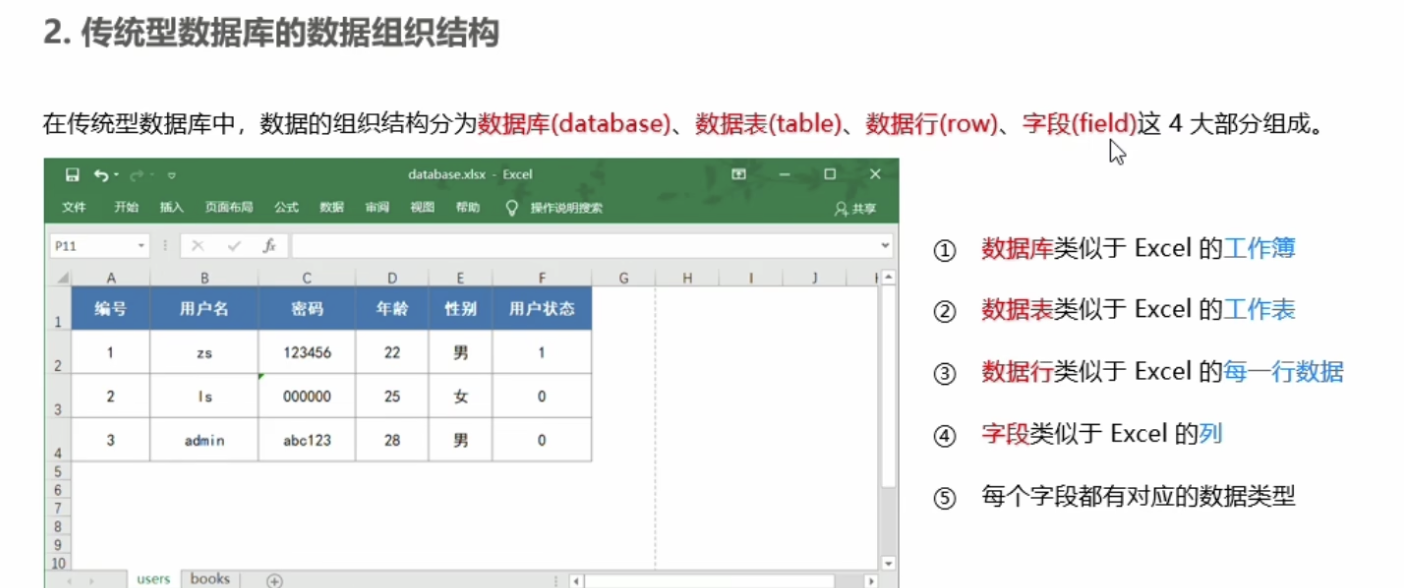 2. 传统型数据库的数据组织结构
在传统型数据库中，数据的组织结构分为数据库(database)、数据表(table)、数据行(row)、字段(field)这 4 大部分组成。
database.xlsx - Excel
文件 开始 插入 页面布局 公式 数据 审阅 视图 帮助 操作说明搜索 共享
P11 fx
A B C D E F G H I J
1 编号 用户名 密码 年龄 性别 用户状态
2 1 zs 123456 22 男 1
3 2 ls 000000 25 女 0
4 3 admin abc123 28 男 0
5
6
7
8
9
10
users books
① 数据库类似于 Excel 的工作簿
② 数据表类似于 Excel 的工作表
③ 数据行类似于 Excel 的每一行数据
④ 字段类似于 Excel 的列
⑤ 每个字段都有对应的数据类型